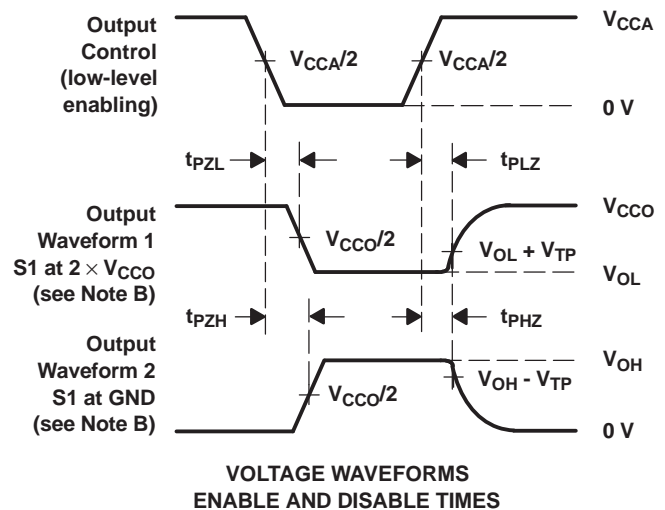 Output
Control
(low-level
enabling)
V_CCA/2
V_CCA/2
V_CCA
0 V
t_PZL
t_PLZ
Output
Waveform 1
S1 at 2 × V_CCO
(see Note B)
V_CCO/2
V_OL + V_TP
V_CCO
V_OL
t_PZH
t_PHZ
Output
Waveform 2
S1 at GND
(see Note B)
V_CCO/2
V_OH - V_TP
V_OH
0 V
VOLTAGE WAVEFORMS
ENABLE AND DISABLE TIMES